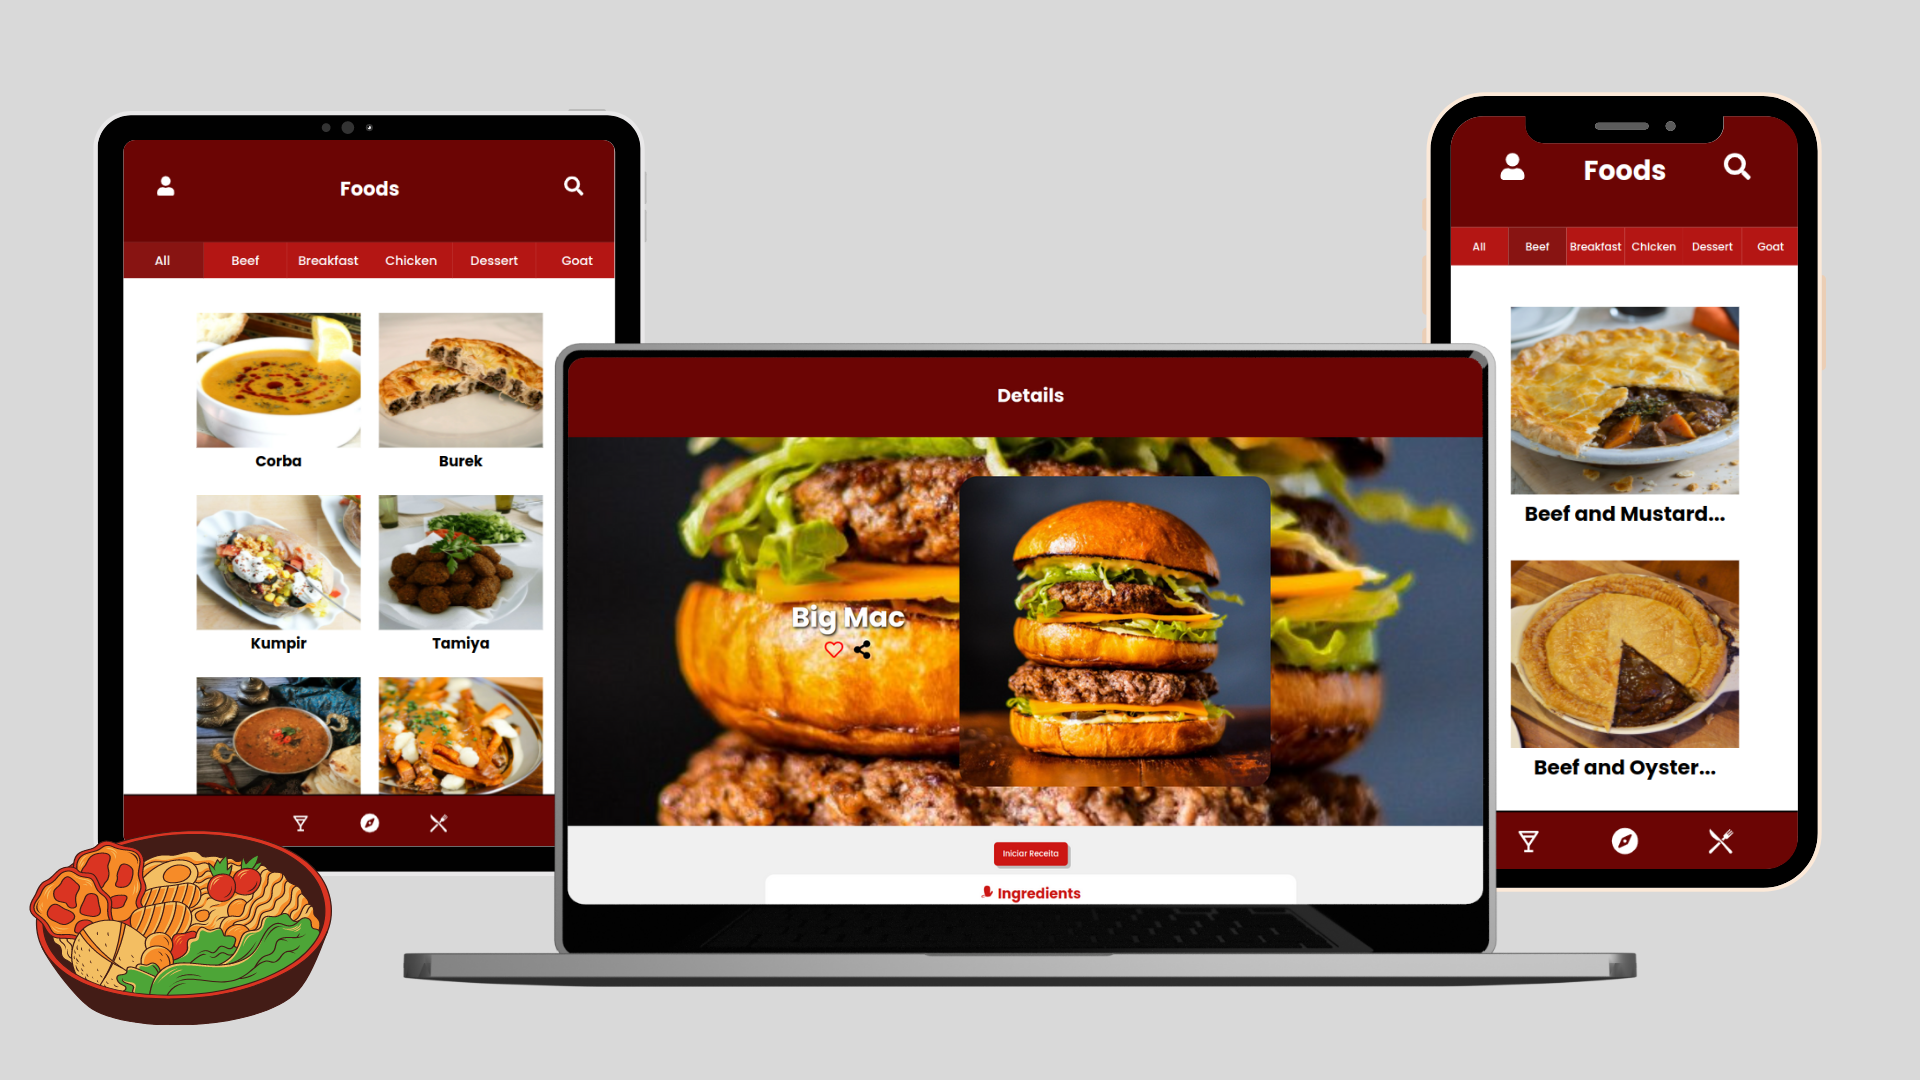 Foods
All Beef Breakfast Chicken Dessert Goat
Corba Burek
Kumpir Tamiya
Details
Big Mac
Iniciar Receita
Ingredients
Foods
All Beef Breakfast Chicken Dessert Goat
Beef and Mustard...
Beef and Oyster...